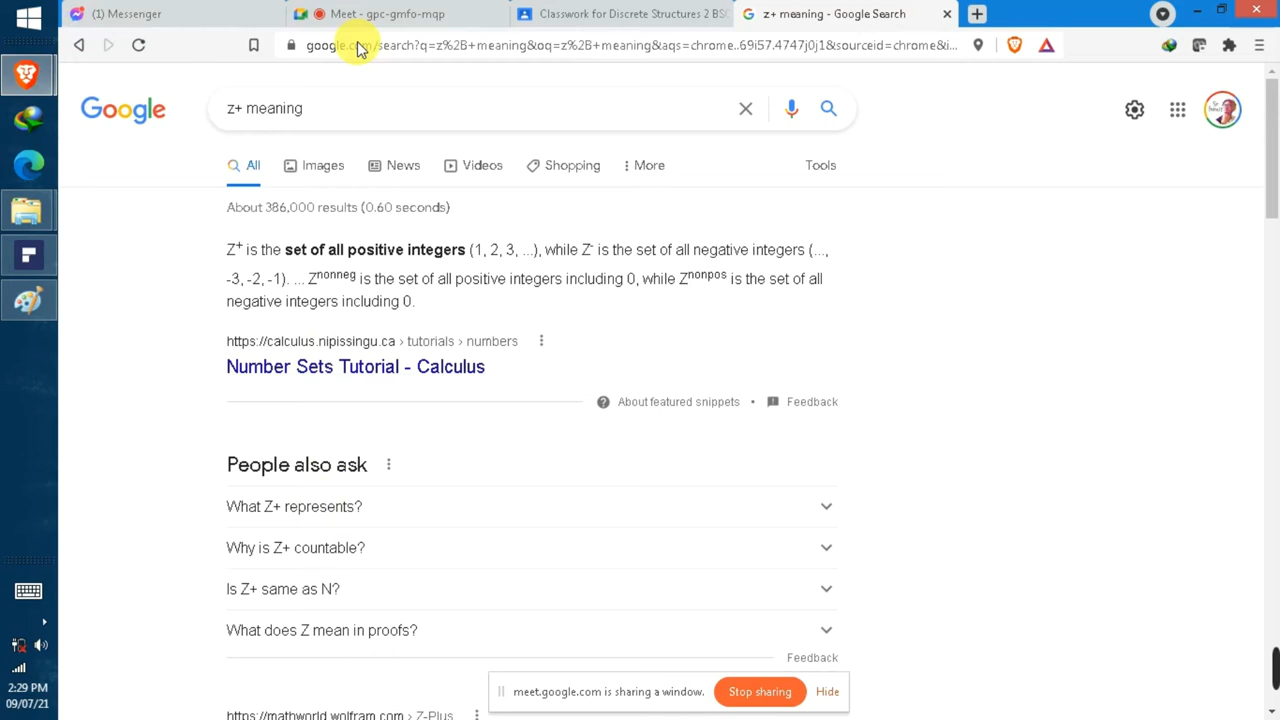 (1) Messenger
Meet - gpc-gmfo-mqp
Classwork for Discrete Structures 2 BS
z+ meaning - Google Search
google.com/search?q=z%2B+meaning&oq=z%2B+meaning&aqs=chrome..69i57.4747j0j1&sourceid=chrome&i...
Google
z+ meaning
All
Images
News
Videos
Shopping
More
Tools
About 386,000 results (0.60 seconds)
Z+ is the set of all positive integers (1, 2, 3, ...), while Z- is the set of all negative integers (...,
-3, -2, -1). ... Znonneg is the set of all positive integers including 0, while Znonpos is the set of all
negative integers including 0.
https://calculus.nipissingu.ca › tutorials › numbers
Number Sets Tutorial - Calculus
About featured snippets • Feedback
People also ask
What Z+ represents?
Why is Z+ countable?
Is Z+ same as N?
What does Z mean in proofs?
Feedback
meet.google.com is sharing a window.
Stop sharing
Hide
https://mathworld.wolfram.com › Z-Plus
2:29 PM
09/07/21